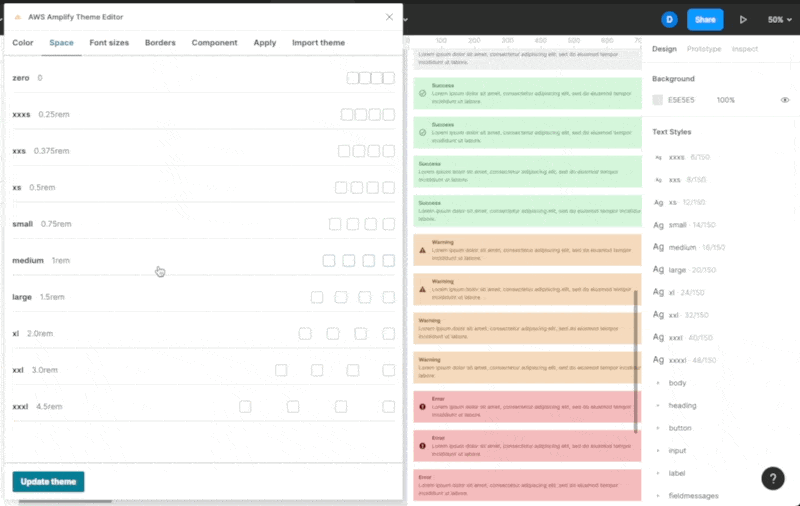 AWS Amplify Theme Editor
Color Space Font sizes Borders Component Apply Import theme
zero 0
xxxs 0.25rem
xxs 0.375rem
xs 0.5rem
small 0.75rem
medium 1rem
large 1.5rem
xl 2.0rem
xxl 3.0rem
xxxl 4.5rem
Update theme
D Share 50%
100 200 300 400 500 600
Lorem ipsum dolor sit amet, consectetur adipiscing elit, sed do eiusmod tempor
incididunt ut labore.
Success
Lorem ipsum dolor sit amet, consectetur adipiscing elit, sed do eiusmod tempor
incididunt ut labore.
Success
Lorem ipsum dolor sit amet, consectetur adipiscing elit, sed do eiusmod tempor
incididunt ut labore.
Success
Lorem ipsum dolor sit amet, consectetur adipiscing elit, sed do eiusmod tempor
incididunt ut labore.
Success
Lorem ipsum dolor sit amet, consectetur adipiscing elit, sed do eiusmod tempor incididunt
ut labore.
Warning
Lorem ipsum dolor sit amet, consectetur adipiscing elit, sed do eiusmod tempor
incididunt ut labore.
Warning
Lorem ipsum dolor sit amet, consectetur adipiscing elit, sed do eiusmod tempor
incididunt ut labore.
Warning
Lorem ipsum dolor sit amet, consectetur adipiscing elit, sed do eiusmod tempor
incididunt ut labore.
Warning
Lorem ipsum dolor sit amet, consectetur adipiscing elit, sed do eiusmod tempor
incididunt ut labore
Error
Lorem ipsum dolor sit amet, consectetur adipiscing elit, sed do eiusmod tempor
incididunt ut labore.
Error
Lorem ipsum dolor sit amet, consectetur adipiscing elit, sed do eiusmod tempor
incididunt ut labore.
Error
Lorem ipsum dolor sit amet, consectetur adipiscing elit, sed do eiusmod tempor
incididunt ut labore.
Design Prototype Inspect
Background
E5E5E5 100%
Text Styles
Ag xxxs · 6/150
Ag xxs · 8/150
Ag xs · 12/150
Ag small · 14/150
Ag medium · 16/150
Ag large · 20/150
Ag xl · 24/150
Ag xxl · 32/150
Ag xxxl · 40/150
Ag xxxxl · 48/150
body
heading
button
input
label
fieldmessages
?